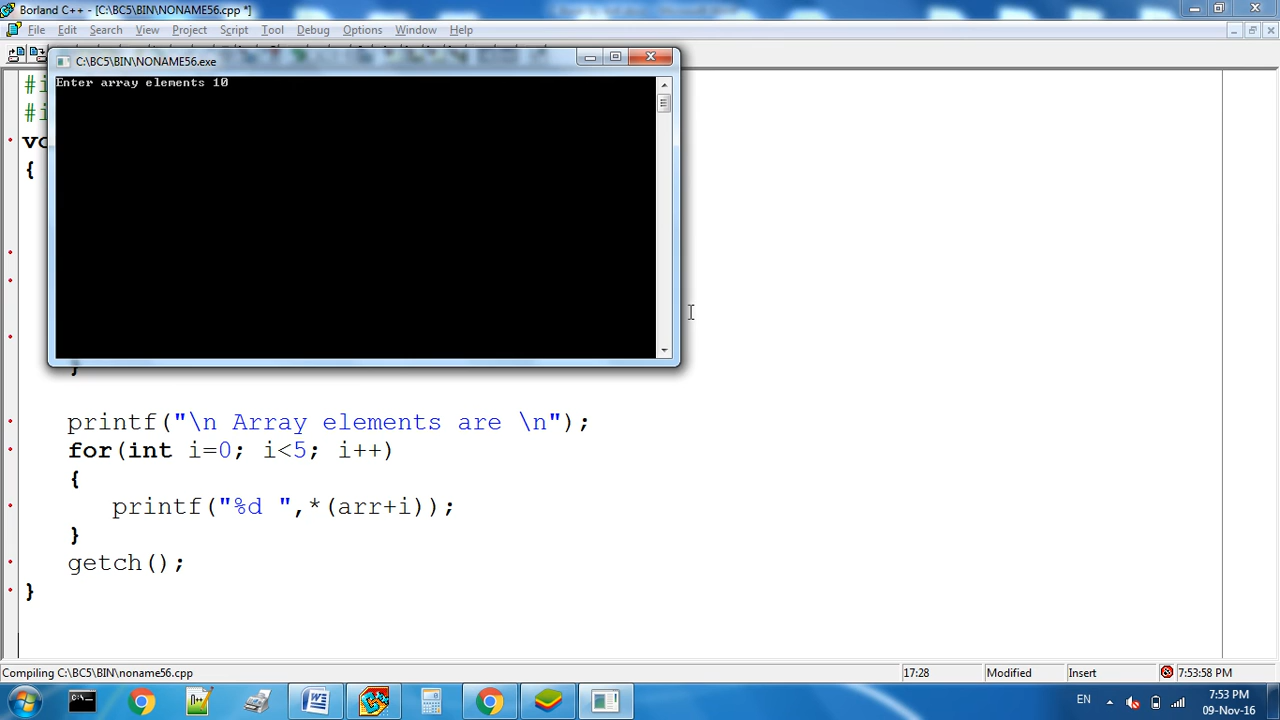 Borland C++ - [C:\BC5\BIN\NONAME56.cpp *]
File Edit Search View Project Script Tool Debug Options Window Help
C:\BC5\BIN\NONAME56.exe
Enter array elements 10
#i
#i
vo
{
}
printf("\n Array elements are \n");
for(int i=0; i<5; i++)
{
printf("%d ",*(arr+i));
}
getch();
}
Compiling C:\BC5\BIN\noname56.cpp 17:28 Modified Insert 7:53:58 PM
EN 7:53 PM
09-Nov-16